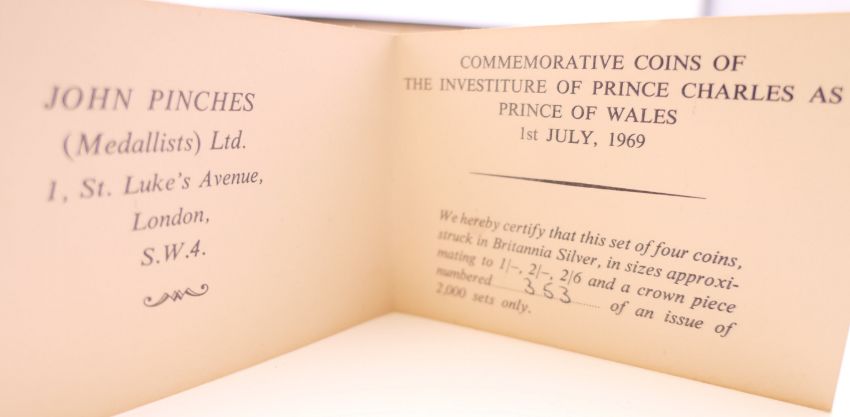 JOHN PINCHES
(Medallists) Ltd.
1, St. Luke's Avenue,
London,
S.W.4.
COMMEMORATIVE COINS OF
THE INVESTITURE OF PRINCE CHARLES AS
PRINCE OF WALES
1st JULY, 1969
We hereby certify that this set of four coins,
struck in Britannia Silver, in sizes approxi-
mating to 1/-, 2/-, 2/6 and a crown piece
numbered 353 of an issue of
2,000 sets only.